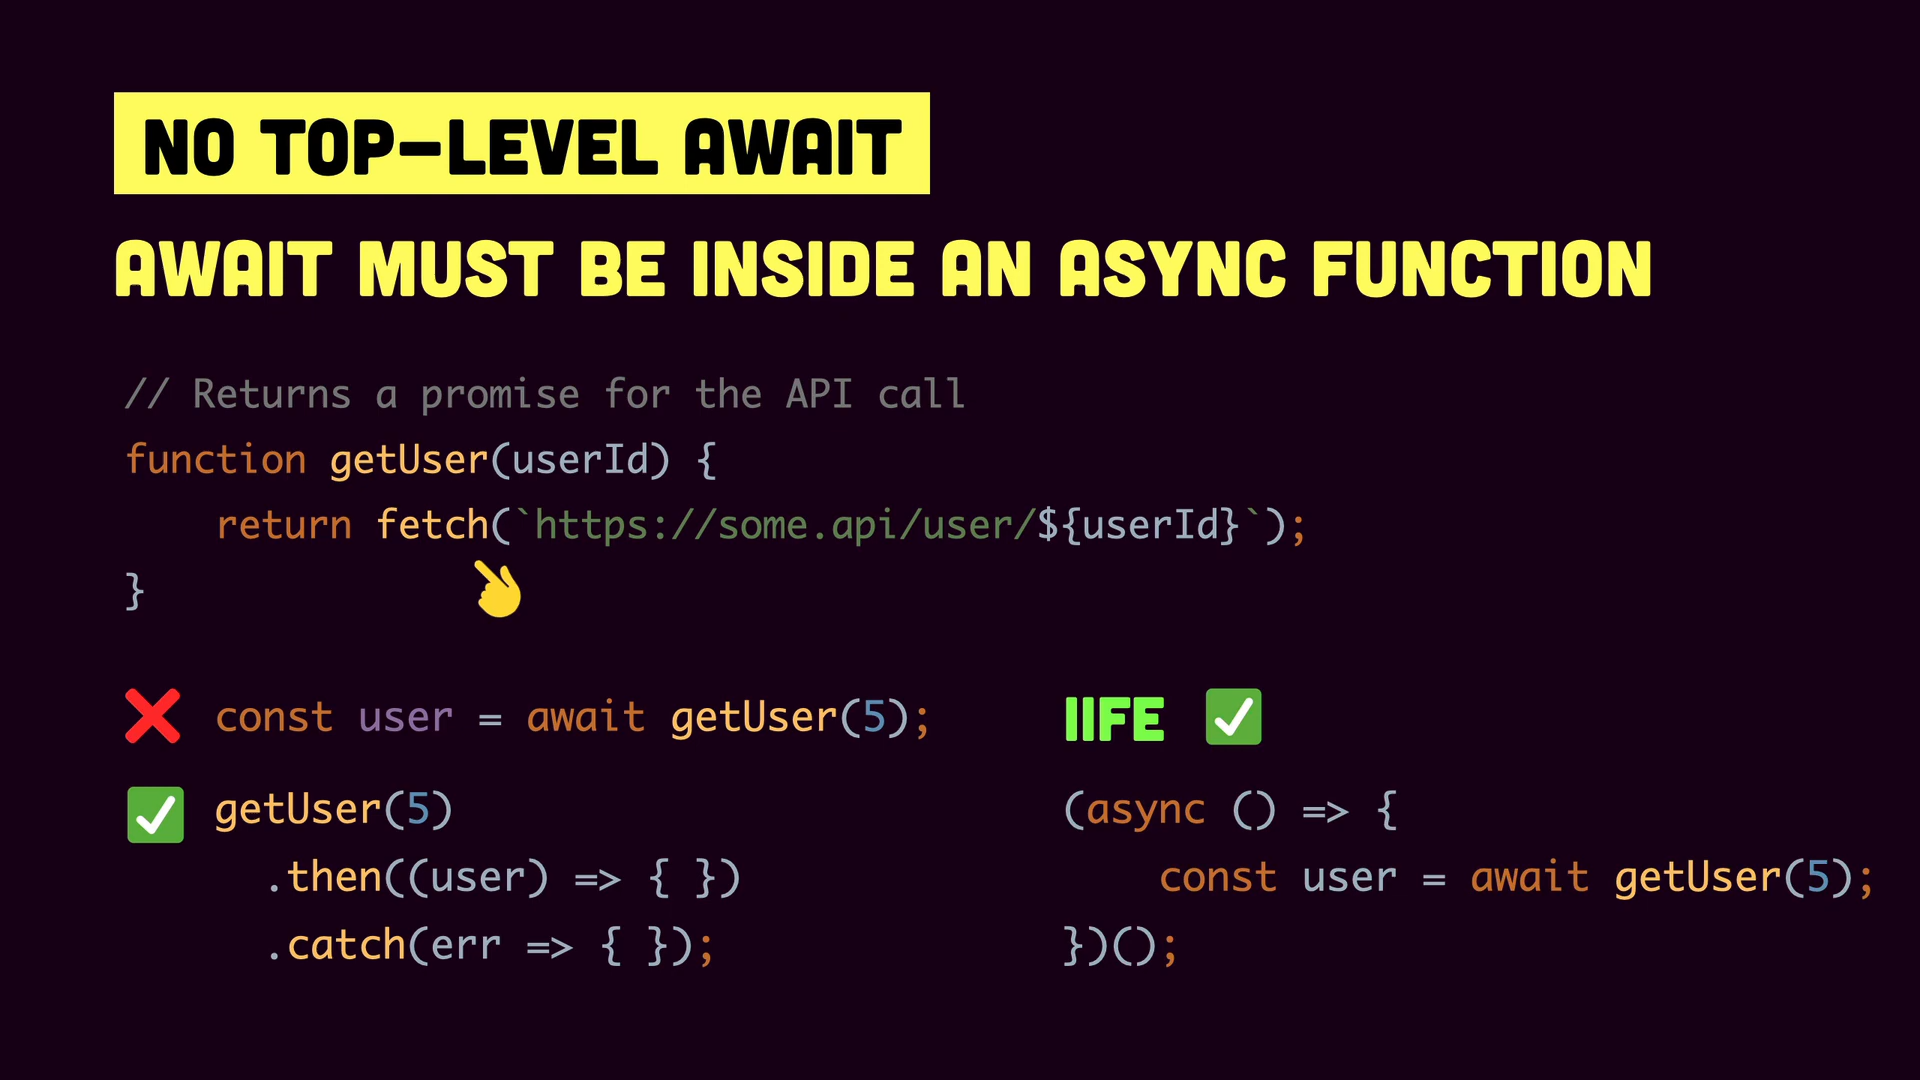 NO TOP-LEVEL AWAIT
AWAIT MUST BE INSIDE AN ASYNC FUNCTION
// Returns a promise for the API call
function getUser(userId) {
    return fetch(`https://some.api/user/${userId}`);
}
const user = await getUser(5);
getUser(5)
  .then((user) => { })
  .catch(err => { });
IIFE
(async () => {
    const user = await getUser(5);
})();